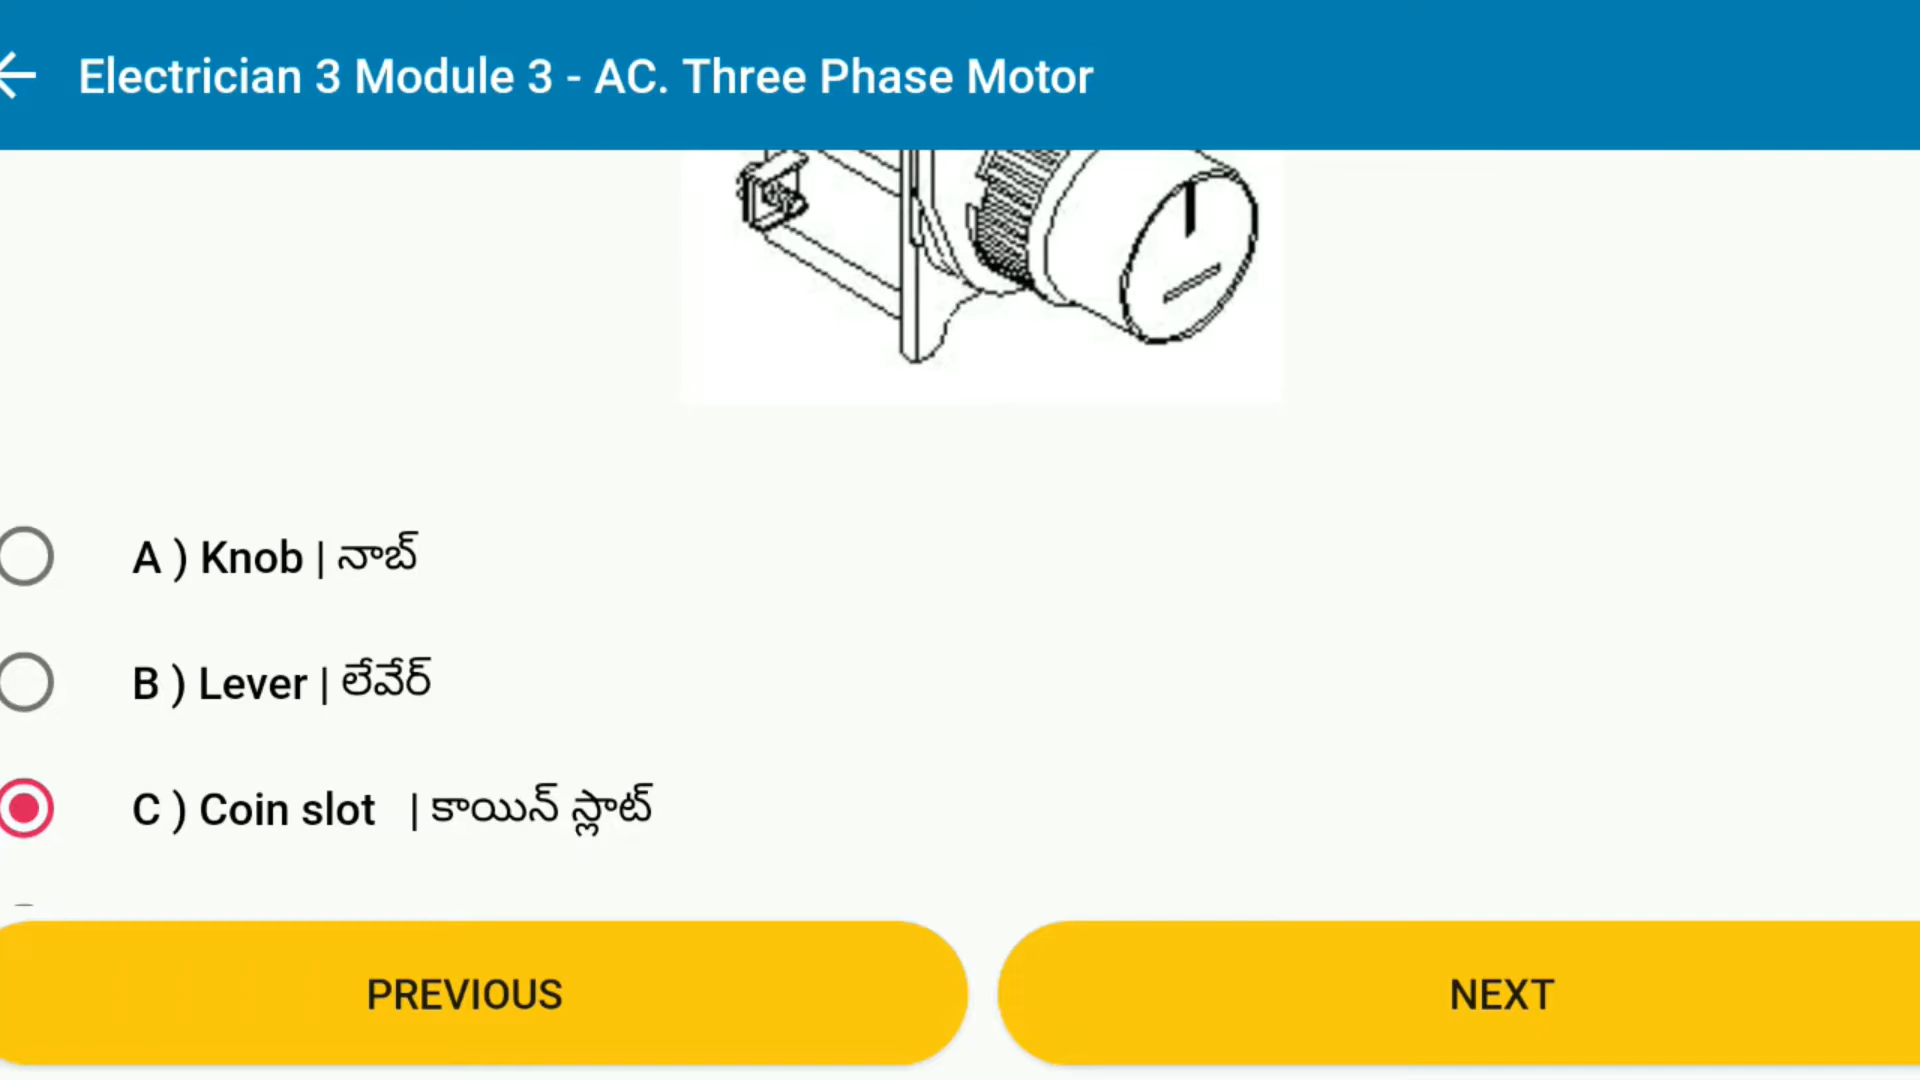 Electrician 3 Module 3 - AC. Three Phase Motor
A ) Knob | నాబ్
B ) Lever | లేవేర్
C ) Coin slot | కాయిన్ స్లాట్
PREVIOUS
NEXT